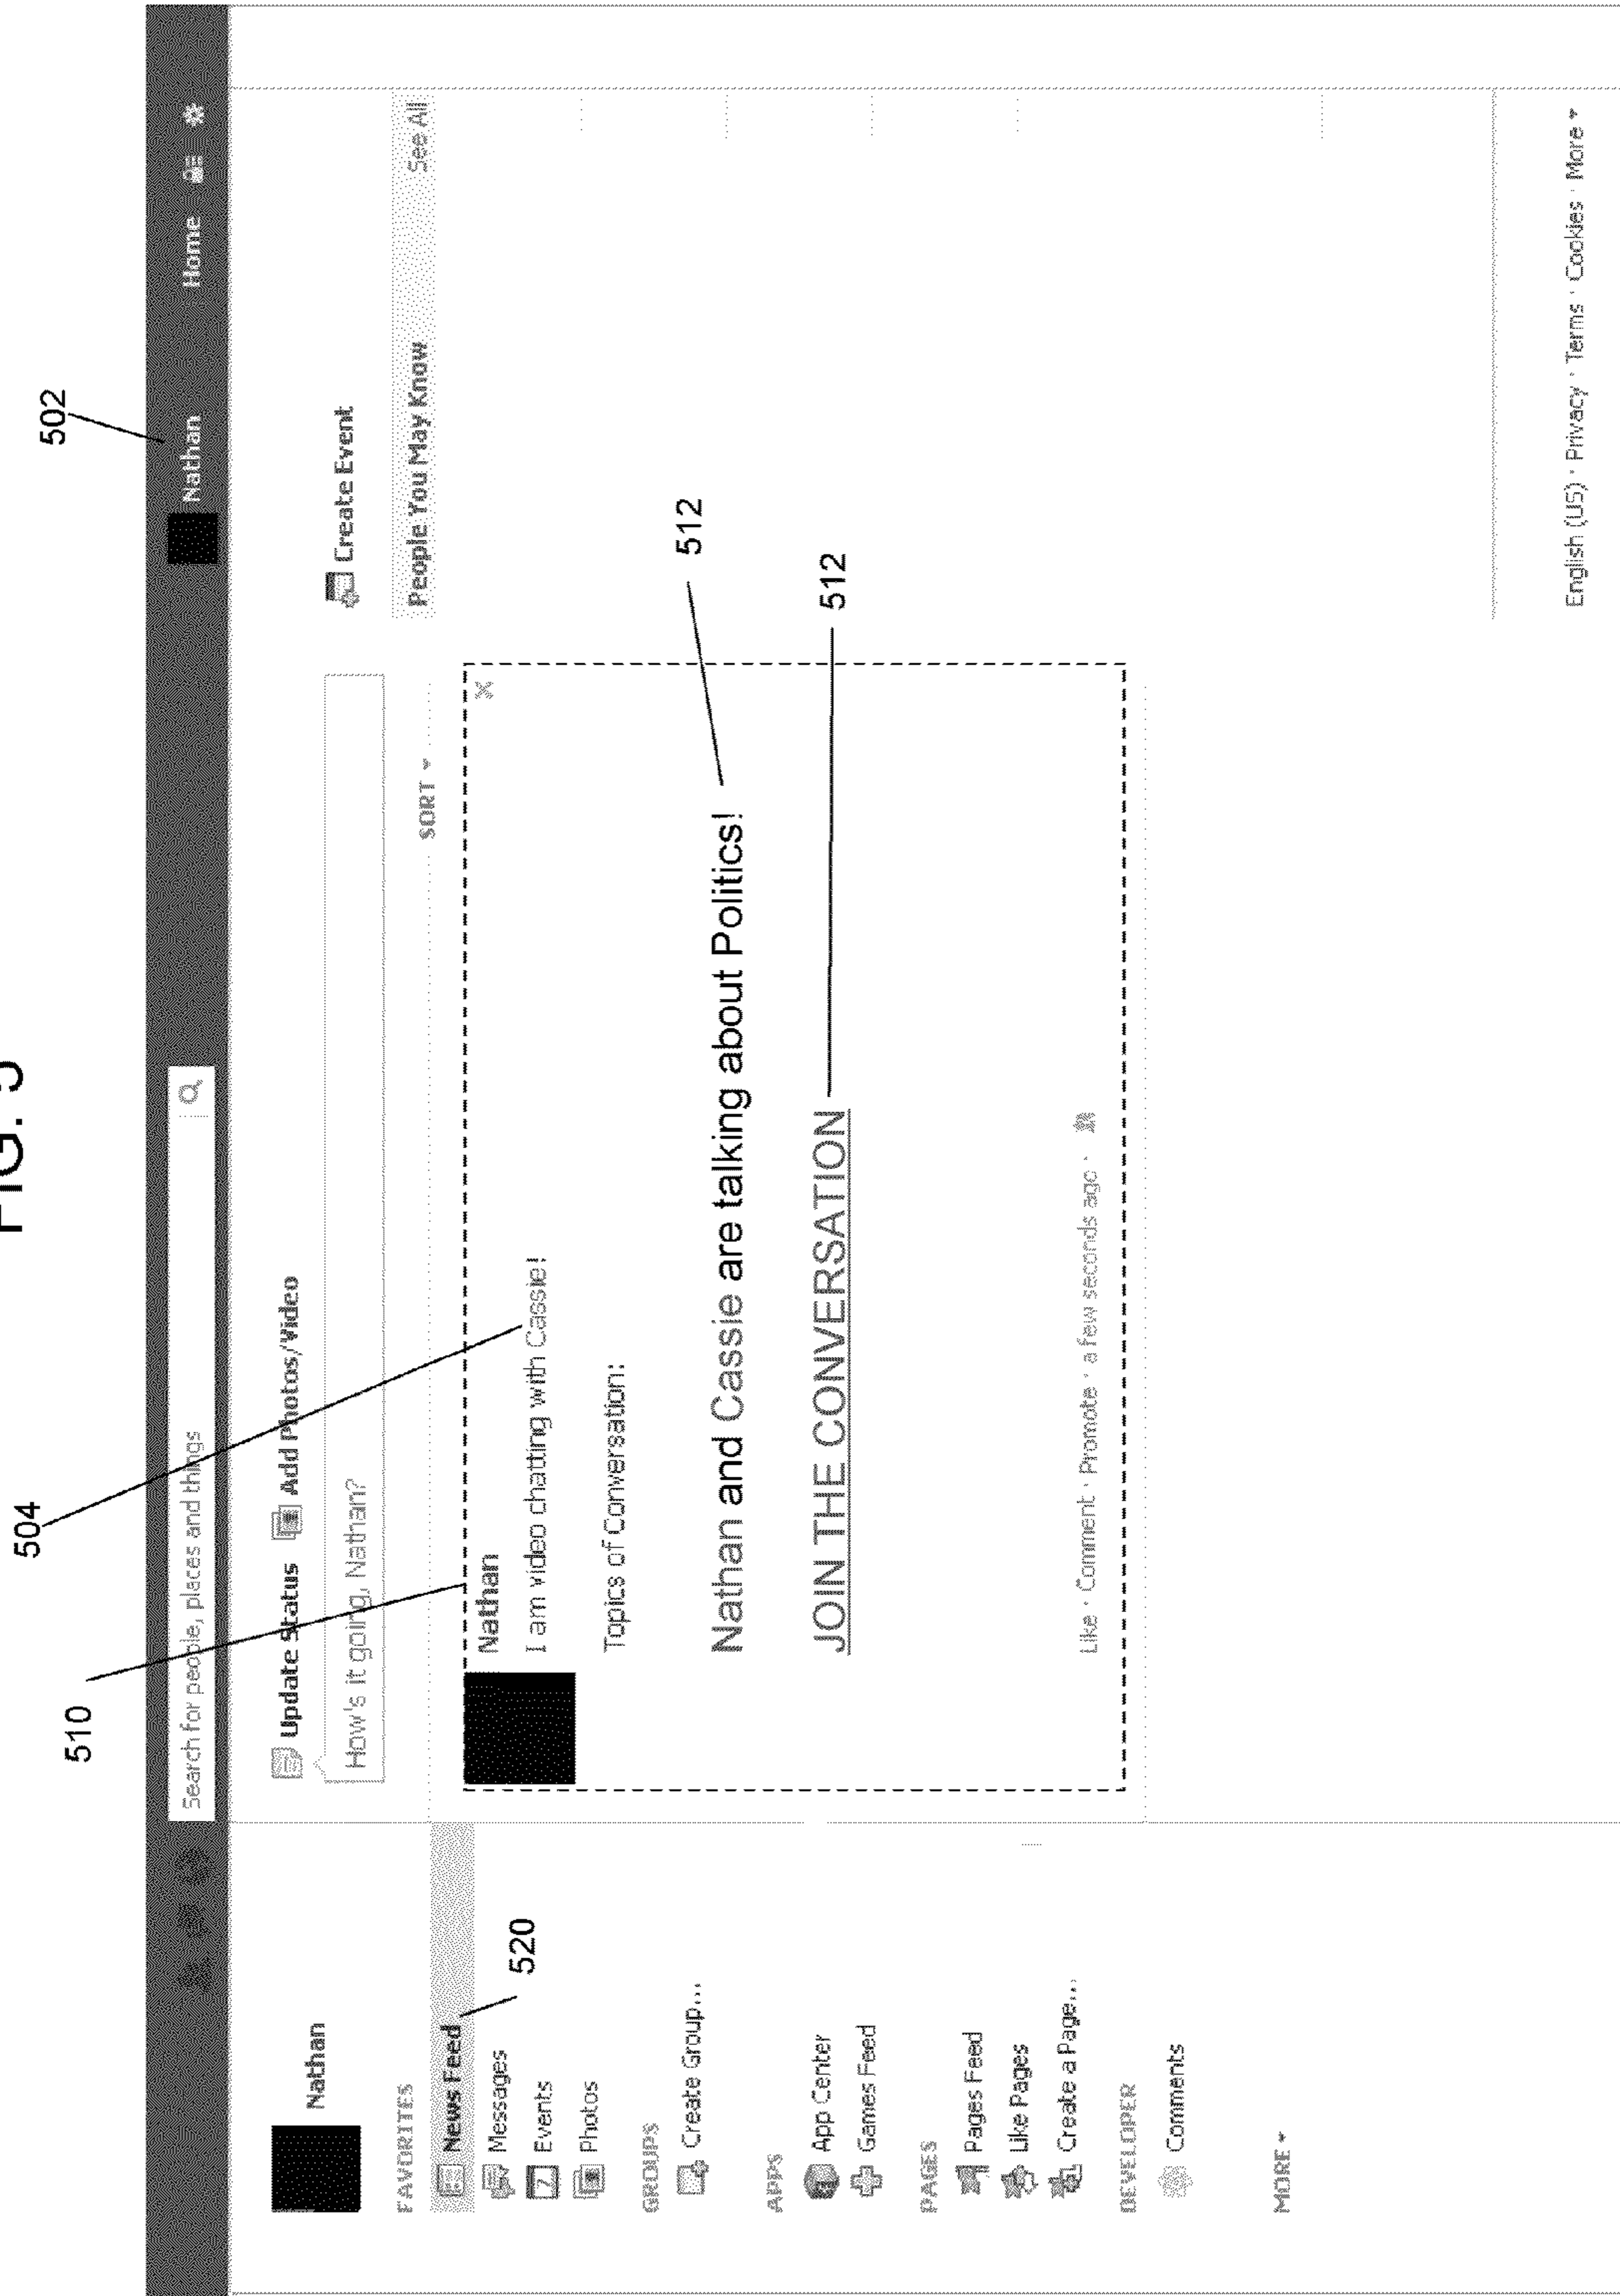 FIG. 5
504
510
502
Search for people, places and things
Nathan
Home
Nathan
FAVORITES
News Feed
520
Messages
Events
Photos
GROUPS
Create Group...
APPS
App Center
Games Feed
PAGES
Pages Feed
Like Pages
Create a Page...
DEVELOPER
Comments
MORE
Update Status Add Photos/Video
How's it going, Nathan?
SORT
X
Nathan
I am video chatting with Cassie!
Topics of Conversation:
Nathan and Cassie are talking about Politics!
512
JOIN THE CONVERSATION
512
Like · Comment · Promote · a few seconds ago ·
Create Event
People You May Know See All
English (US) · Privacy · Terms · Cookies · More